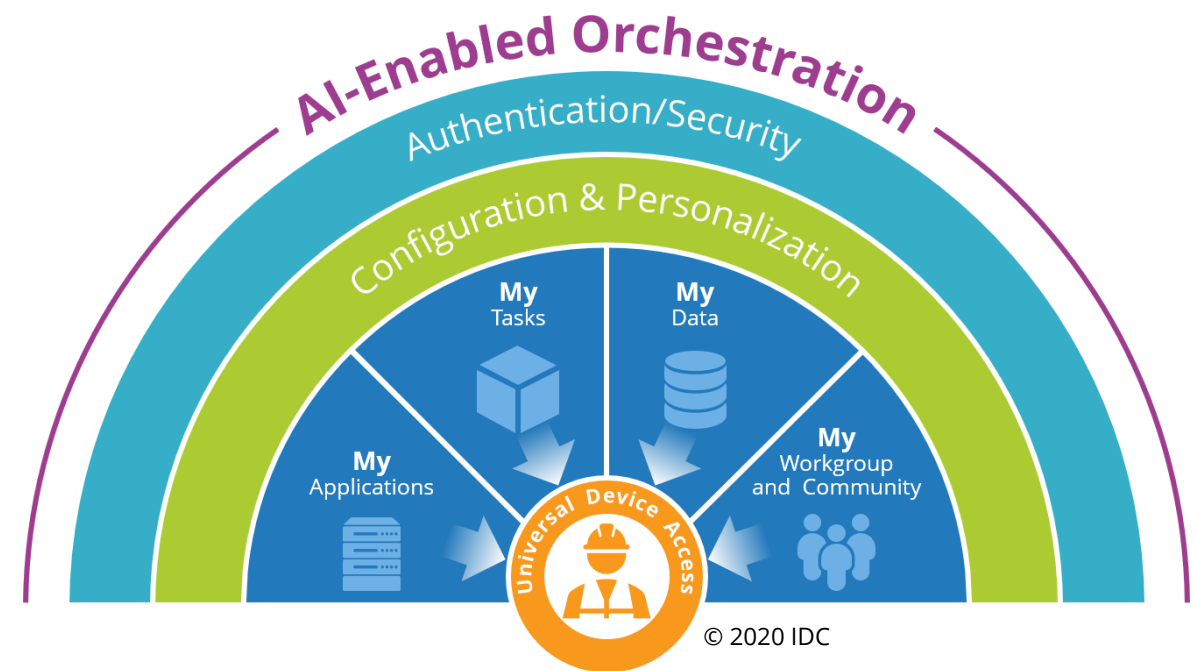 AI-Enabled Orchestration
Authentication/Security
Configuration & Personalization
My
Tasks
My
Data
My
Applications
My
Workgroup
and Community
Universal Device Access
© 2020 IDC